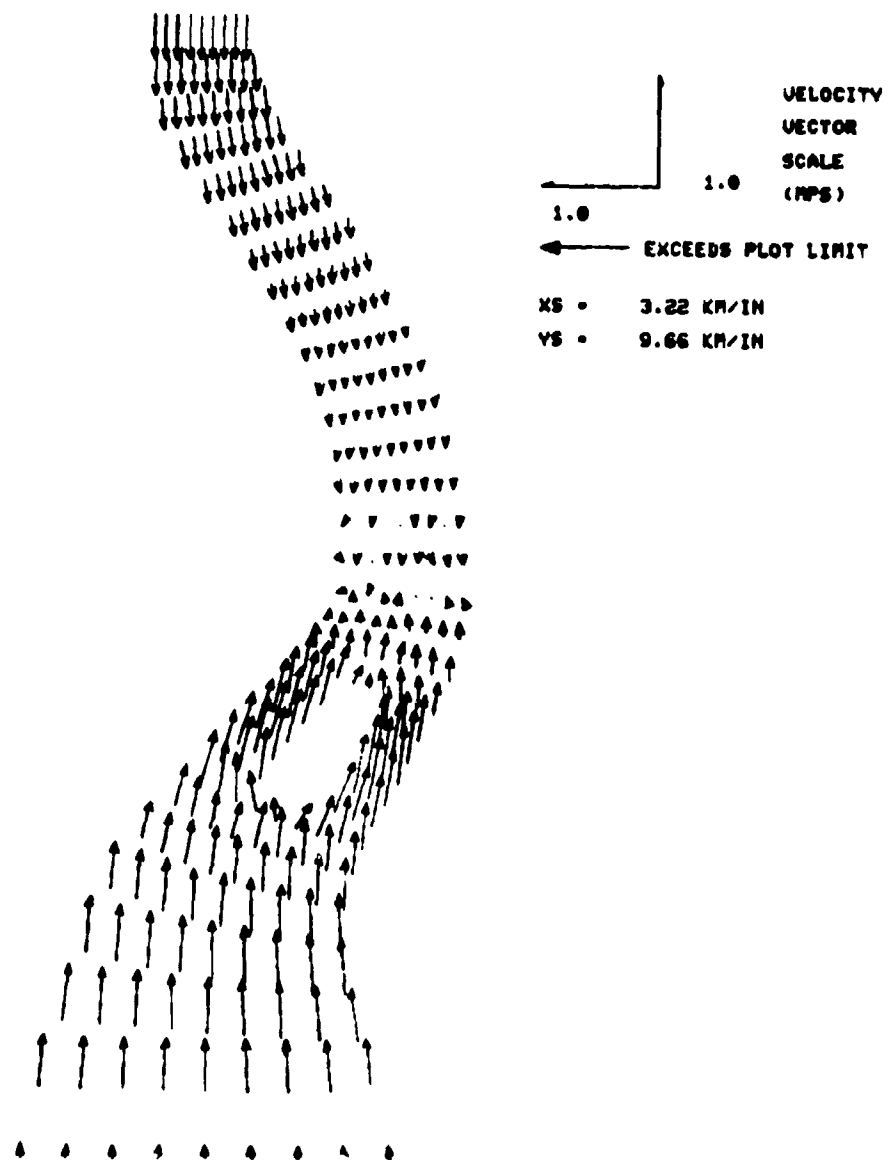 VELOCITY
VECTOR
SCALE
(MPS)
1.0
1.0
EXCEEDS PLOT LIMIT
XS = 3.22 KM/IN
YS = 9.66 KM/IN